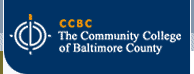 CCBC
The Community College
of Baltimore County